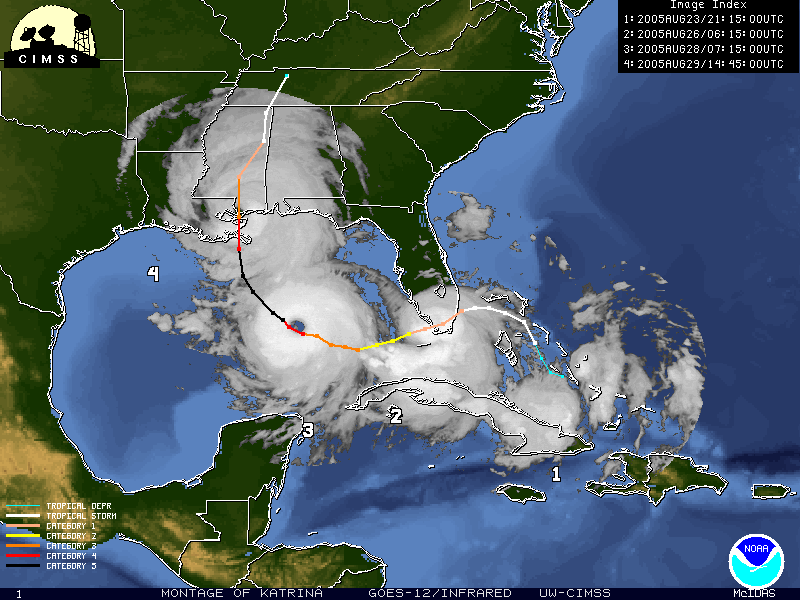 Image Index
1: 2005AUG23/21:15:00UTC
2: 2005AUG26/06:15:00UTC
3: 2005AUG28/07:15:00UTC
4: 2005AUG29/14:45:00UTC
CIMSS
4
3
2
1
TROPICAL DEPR
TROPICAL STORM
CATEGORY 1
CATEGORY 2
CATEGORY 3
CATEGORY 4
CATEGORY 5
NOAA
1 MONTAGE OF KATRINA GOES-12/INFRARED UW-CIMSS McIDAS